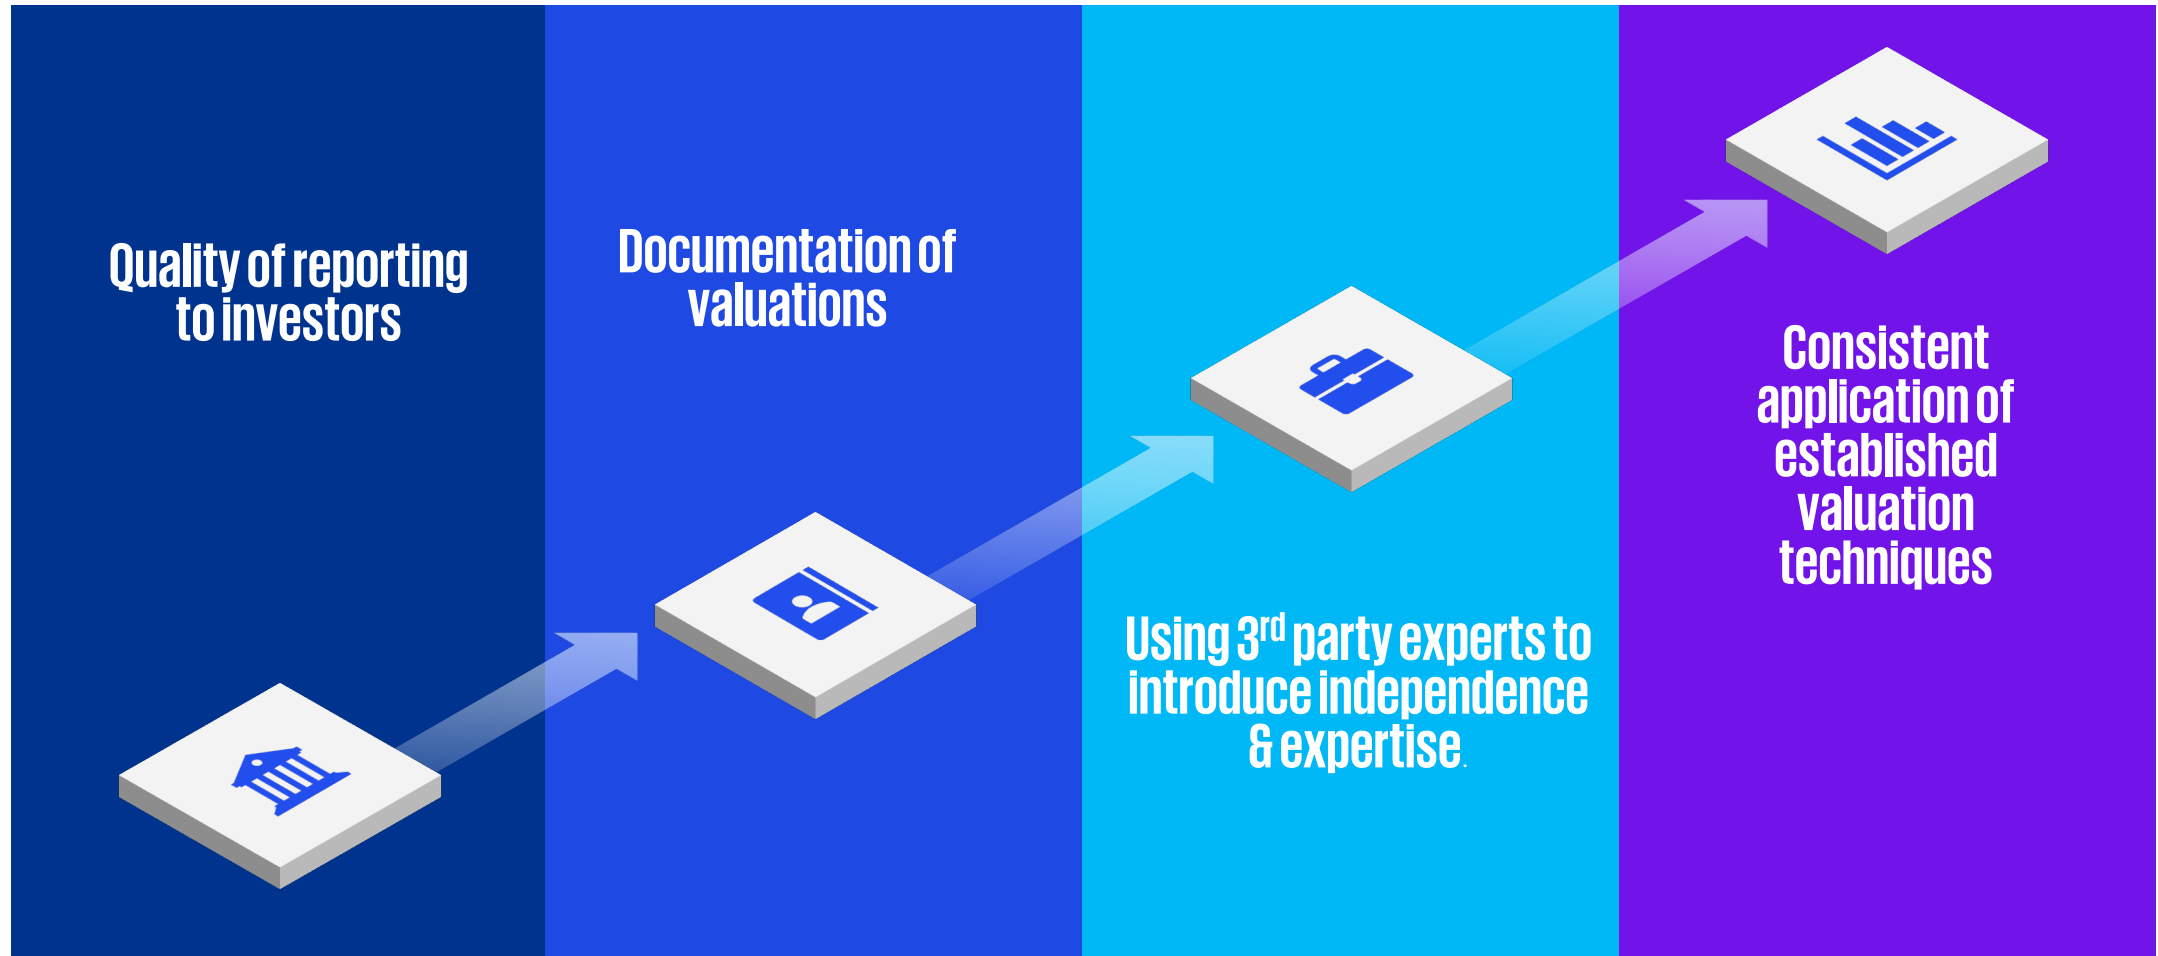 Quality of reporting
to investors
Documentation of
valuations
Using 3rd party experts to
introduce independence
& expertise.
Consistent
application of
established
valuation
techniques